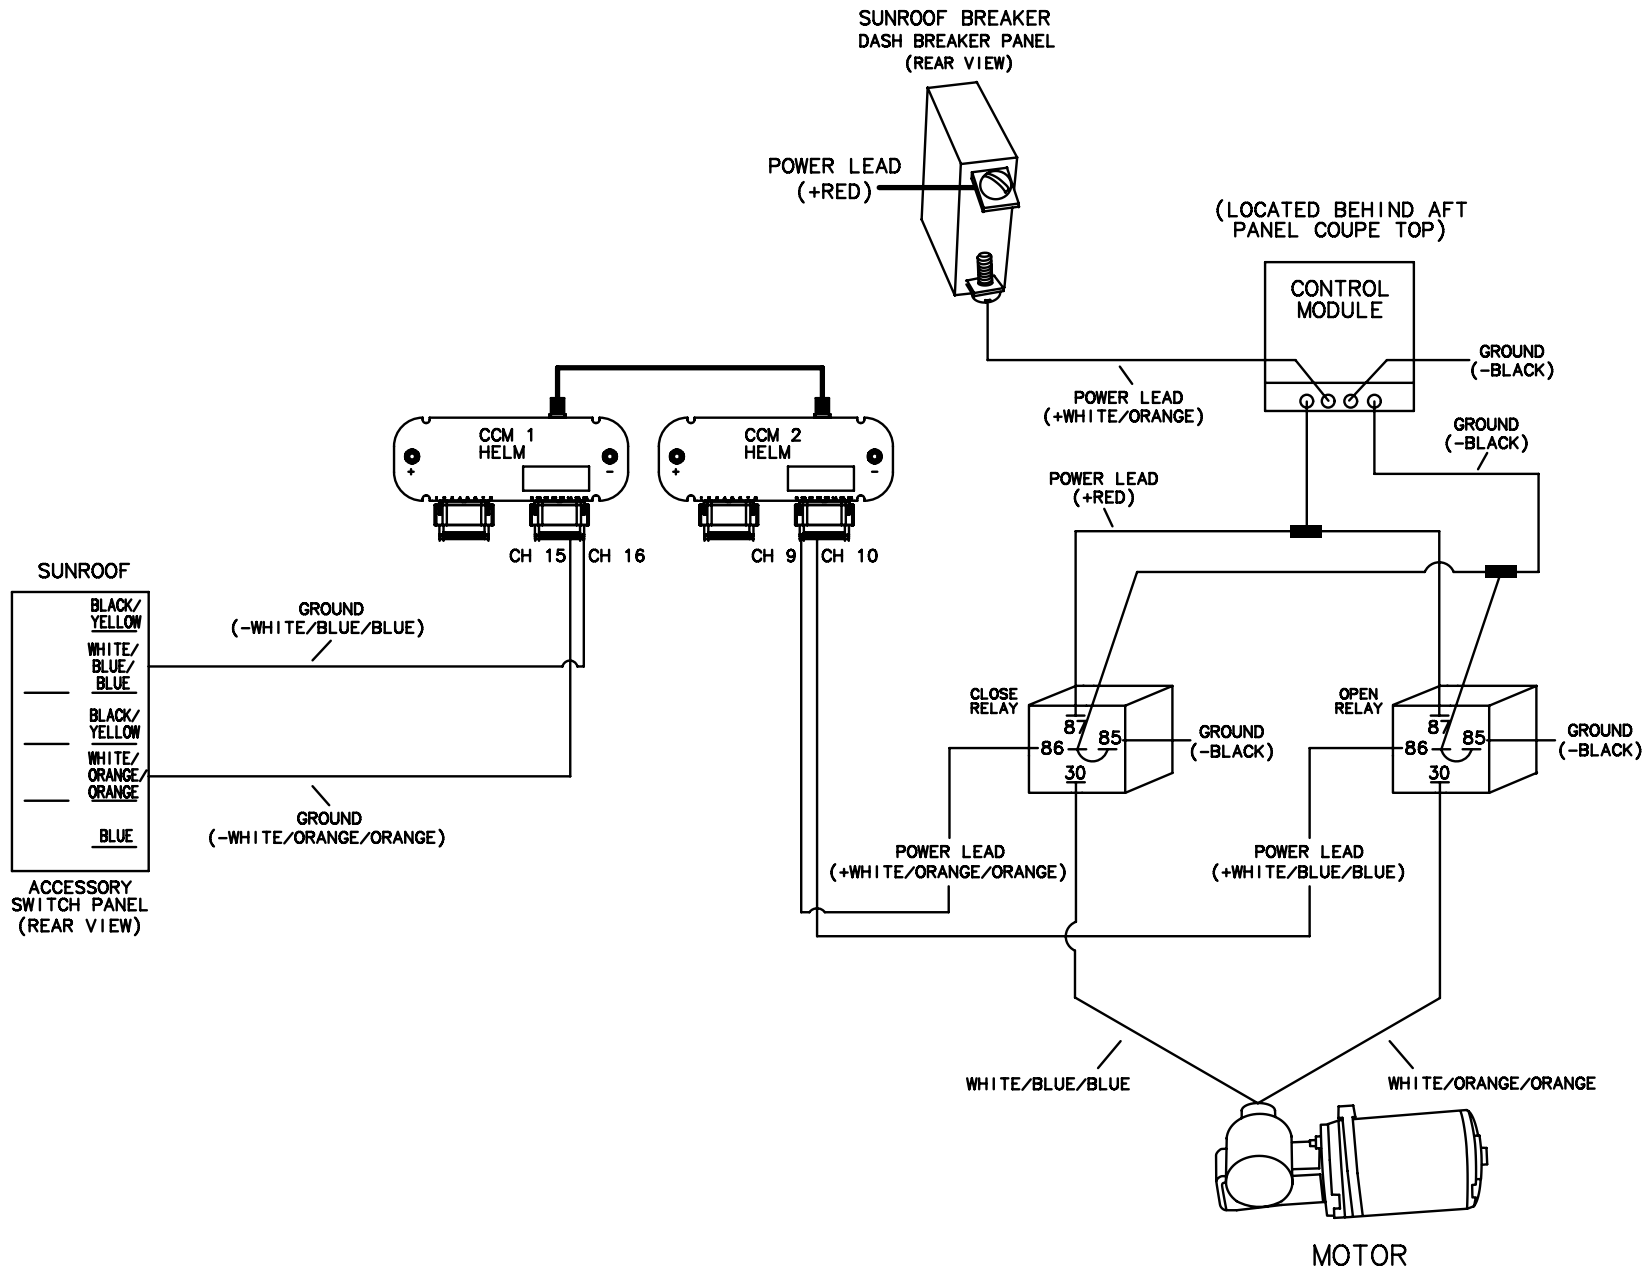 SUNROOF BREAKER
DASH BREAKER PANEL
(REAR VIEW)
POWER LEAD
(+RED)
(LOCATED BEHIND AFT
PANEL COUPE TOP)
CONTROL
MODULE
GROUND
(-BLACK)
POWER LEAD
(+WHITE/ORANGE)
GROUND
(-BLACK)
POWER LEAD
(+RED)
CCM 1
HELM
+
-
CCM 2
HELM
+
-
CH 15
CH 16
CH 9
CH 10
SUNROOF
BLACK/
YELLOW
WHITE/
BLUE/
BLUE
BLACK/
YELLOW
WHITE/
ORANGE/
ORANGE
BLUE
ACCESSORY
SWITCH PANEL
(REAR VIEW)
GROUND
(-WHITE/BLUE/BLUE)
GROUND
(-WHITE/ORANGE/ORANGE)
CLOSE
RELAY
87
86
85
30
GROUND
(-BLACK)
OPEN
RELAY
87
86
85
30
GROUND
(-BLACK)
POWER LEAD
(+WHITE/ORANGE/ORANGE)
POWER LEAD
(+WHITE/BLUE/BLUE)
WHITE/BLUE/BLUE
WHITE/ORANGE/ORANGE
MOTOR